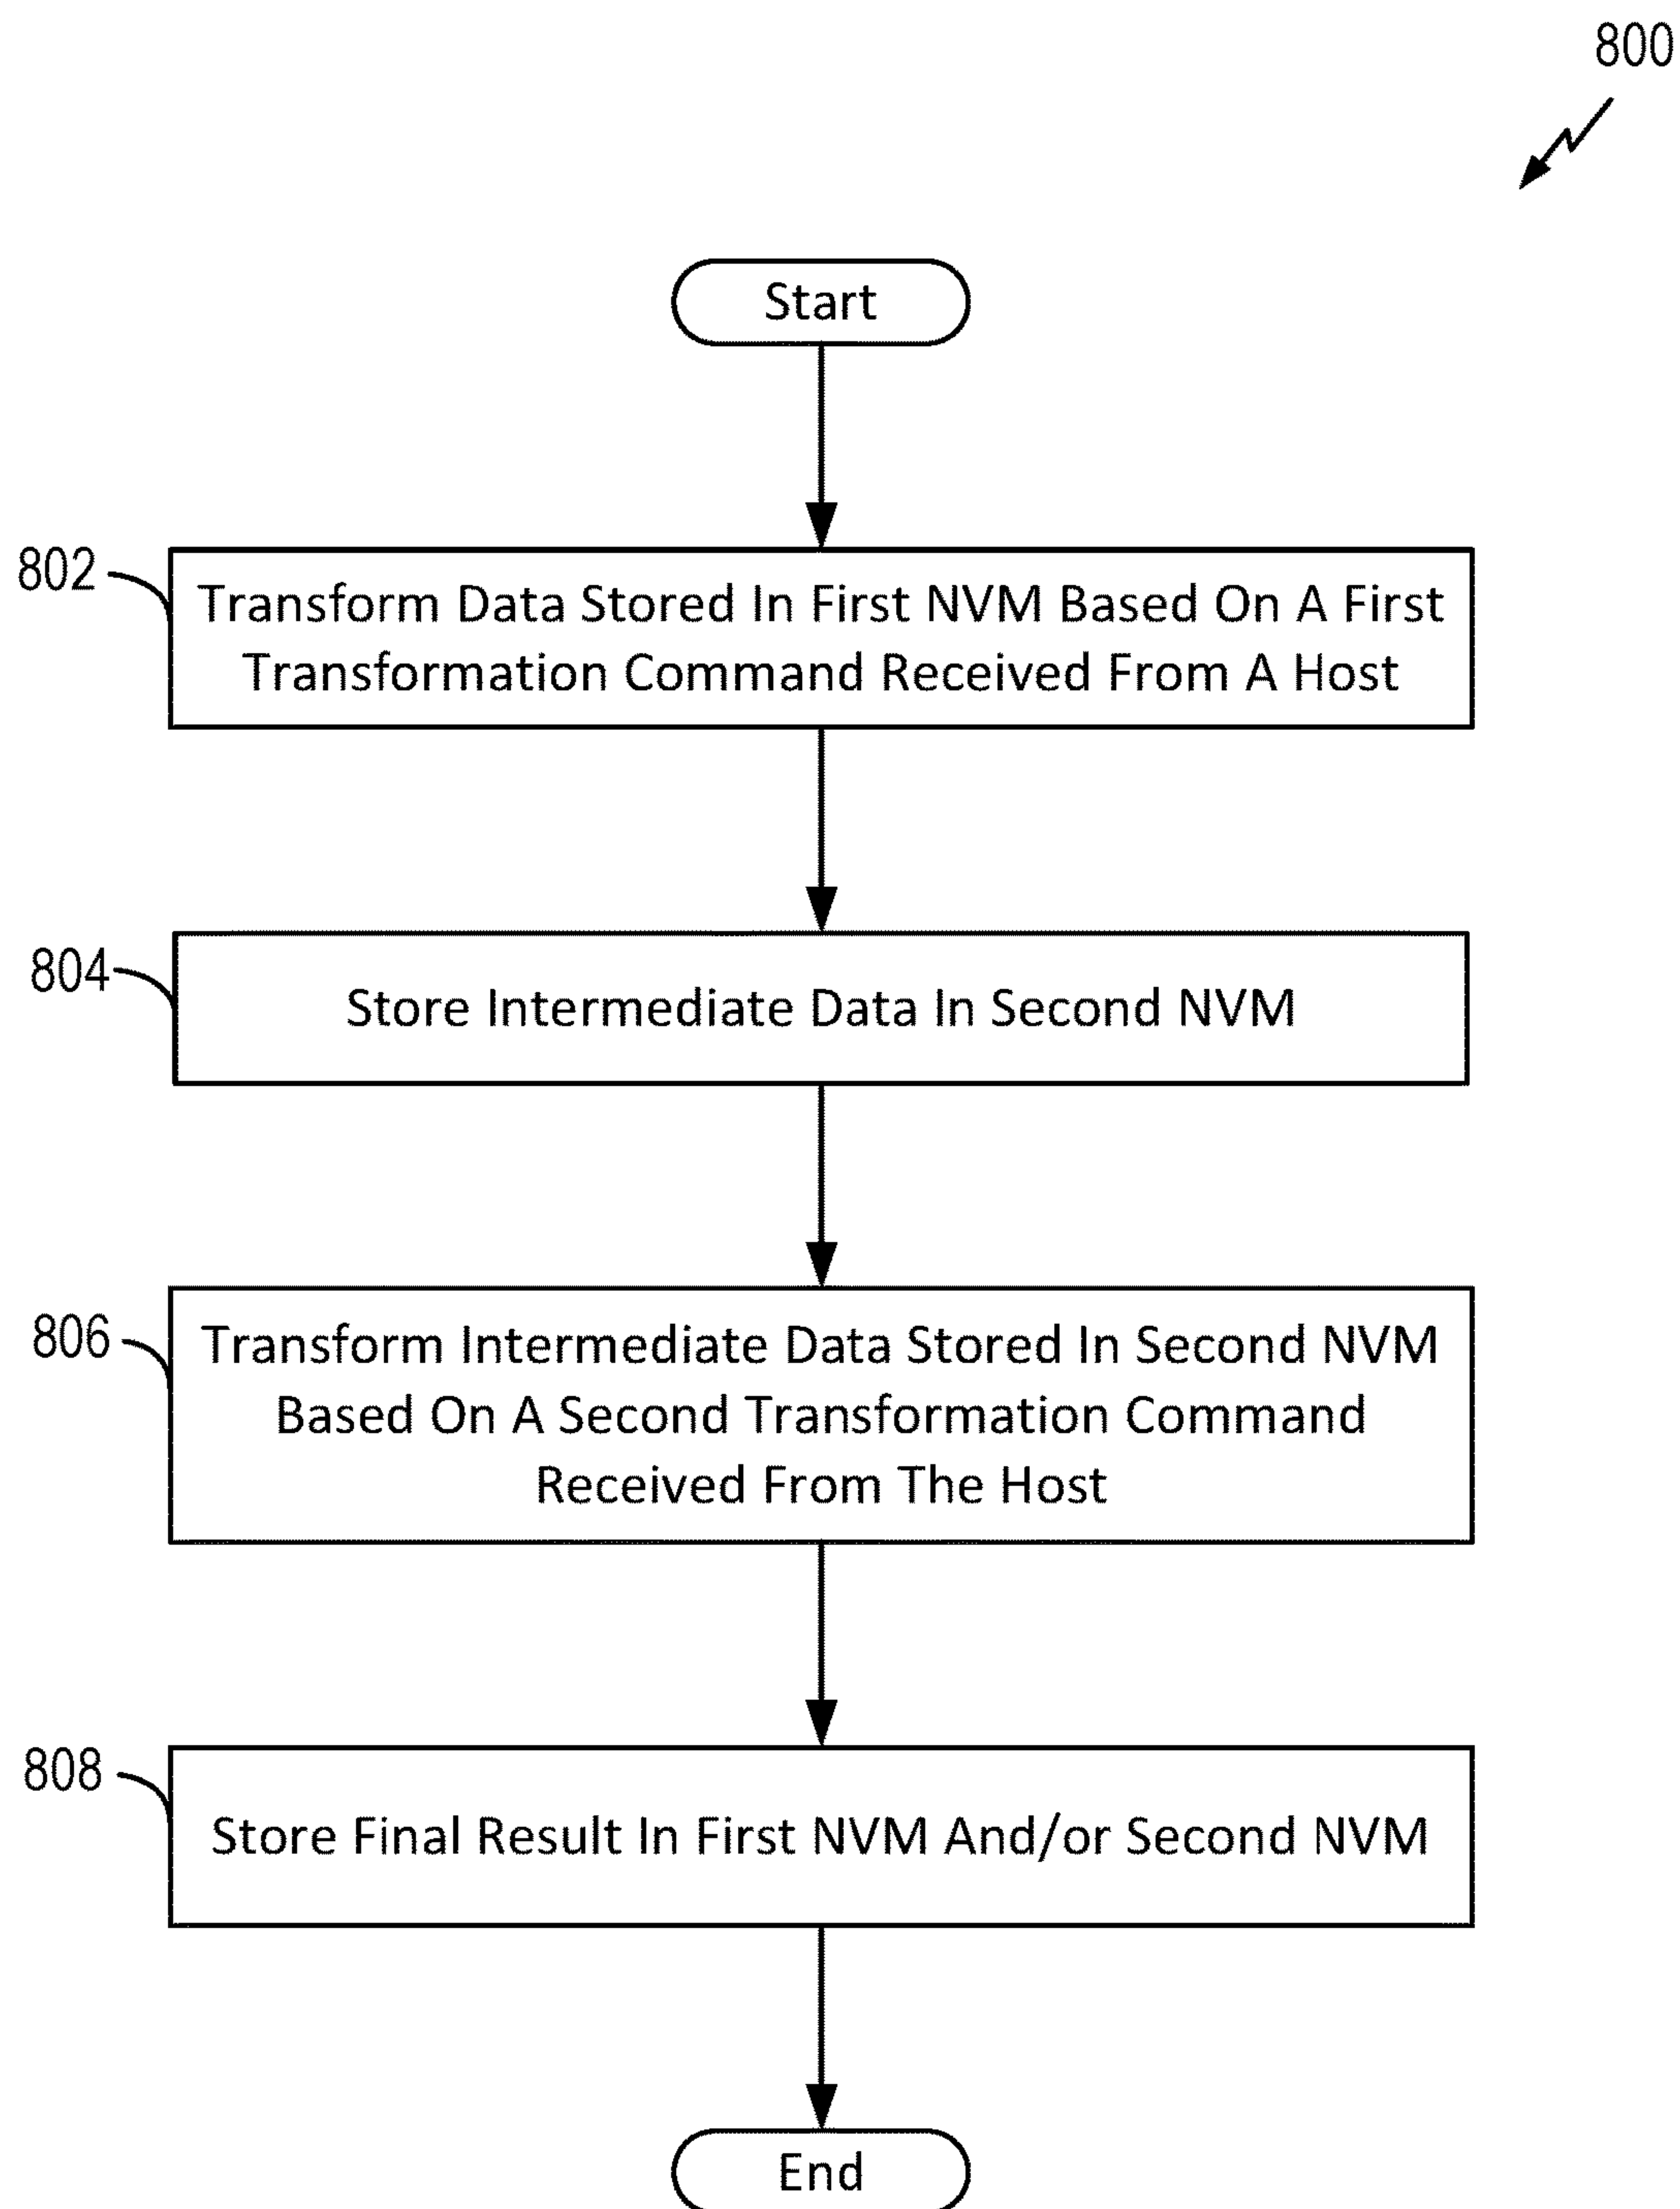 800
Start
802
Transform Data Stored In First NVM Based On A First
Transformation Command Received From A Host
804
Store Intermediate Data In Second NVM
806
Transform Intermediate Data Stored In Second NVM
Based On A Second Transformation Command
Received From The Host
808
Store Final Result In First NVM And/or Second NVM
End